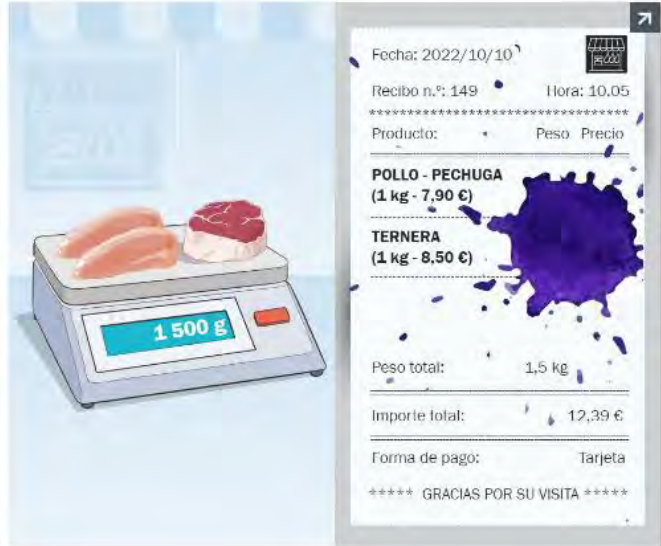 1 500 g
Fecha: 2022/10/10
Recibo n.º: 149 Hora: 10.05
********************************
Producto: Peso Precio
POLLO - PECHUGA
(1 kg - 7,90 €)
TERNERA
(1 kg - 8,50 €)
Peso total: 1,5 kg
Importe total: 12,39 €
Forma de pago: Tarjeta
***** GRACIAS POR SU VISITA *****